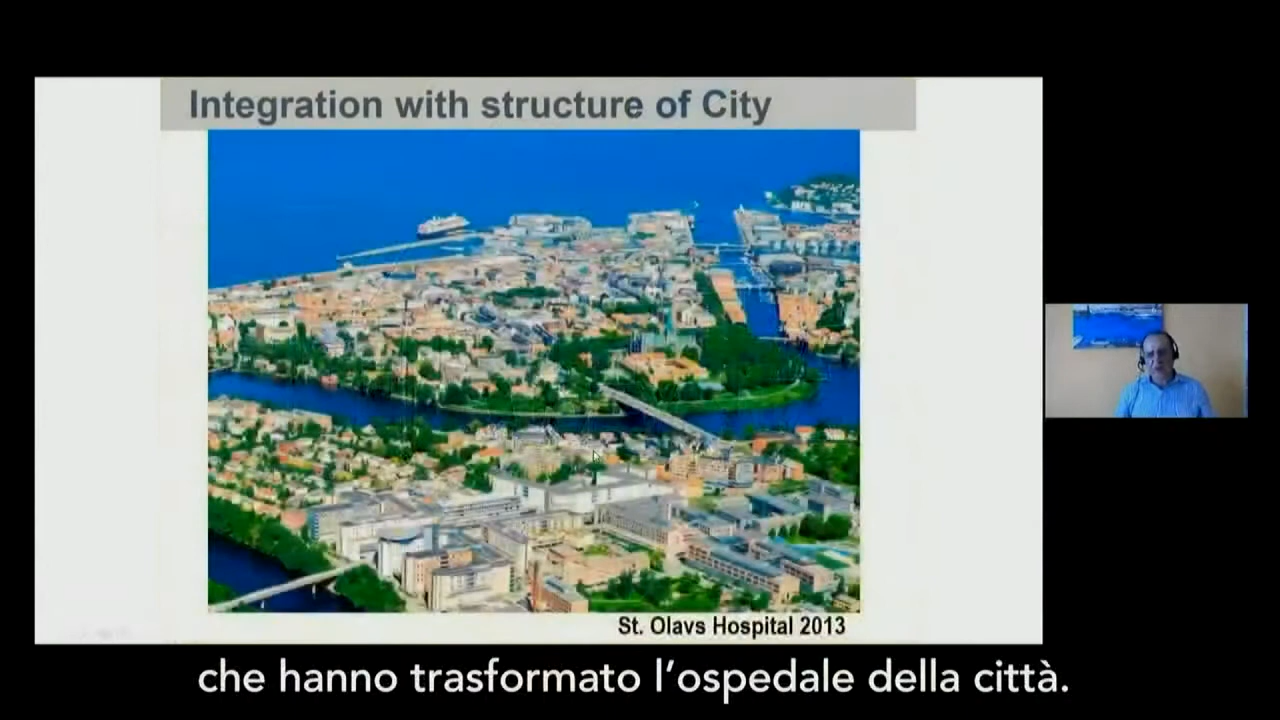 Integration with structure of City
St. Olavs Hospital 2013
che hanno trasformato l’ospedale della città.